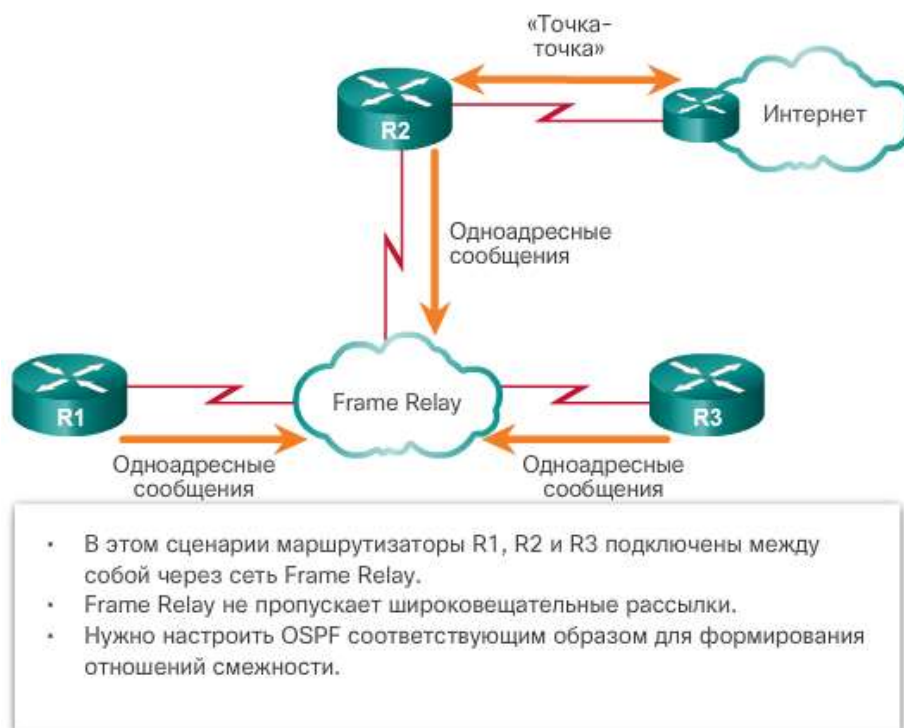 «Точка-
точка»
R2
Интернет
Одноадресные
сообщения
R1
Frame Relay
R3
Одноадресные
сообщения
Одноадресные
сообщения
• В этом сценарии маршрутизаторы R1, R2 и R3 подключены между
собой через сеть Frame Relay.
• Frame Relay не пропускает широковещательные рассылки.
• Нужно настроить OSPF соответствующим образом для формирования
отношений смежности.